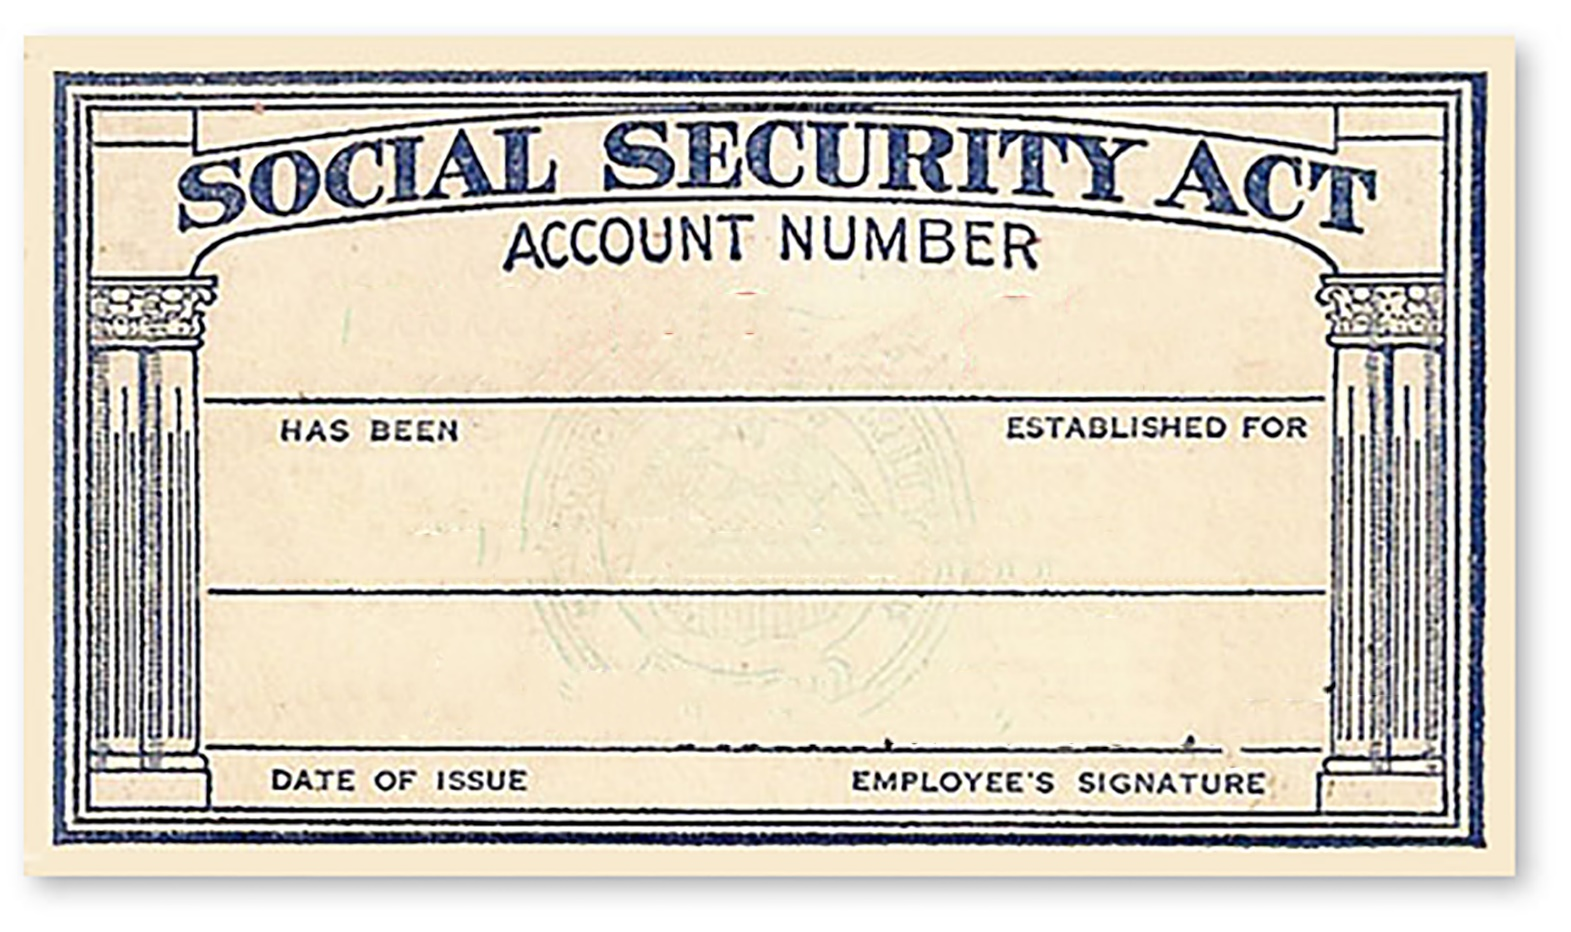 SOCIAL SECURITY ACT
ACCOUNT NUMBER
HAS BEEN ESTABLISHED FOR
DATE OF ISSUE EMPLOYEE'S SIGNATURE